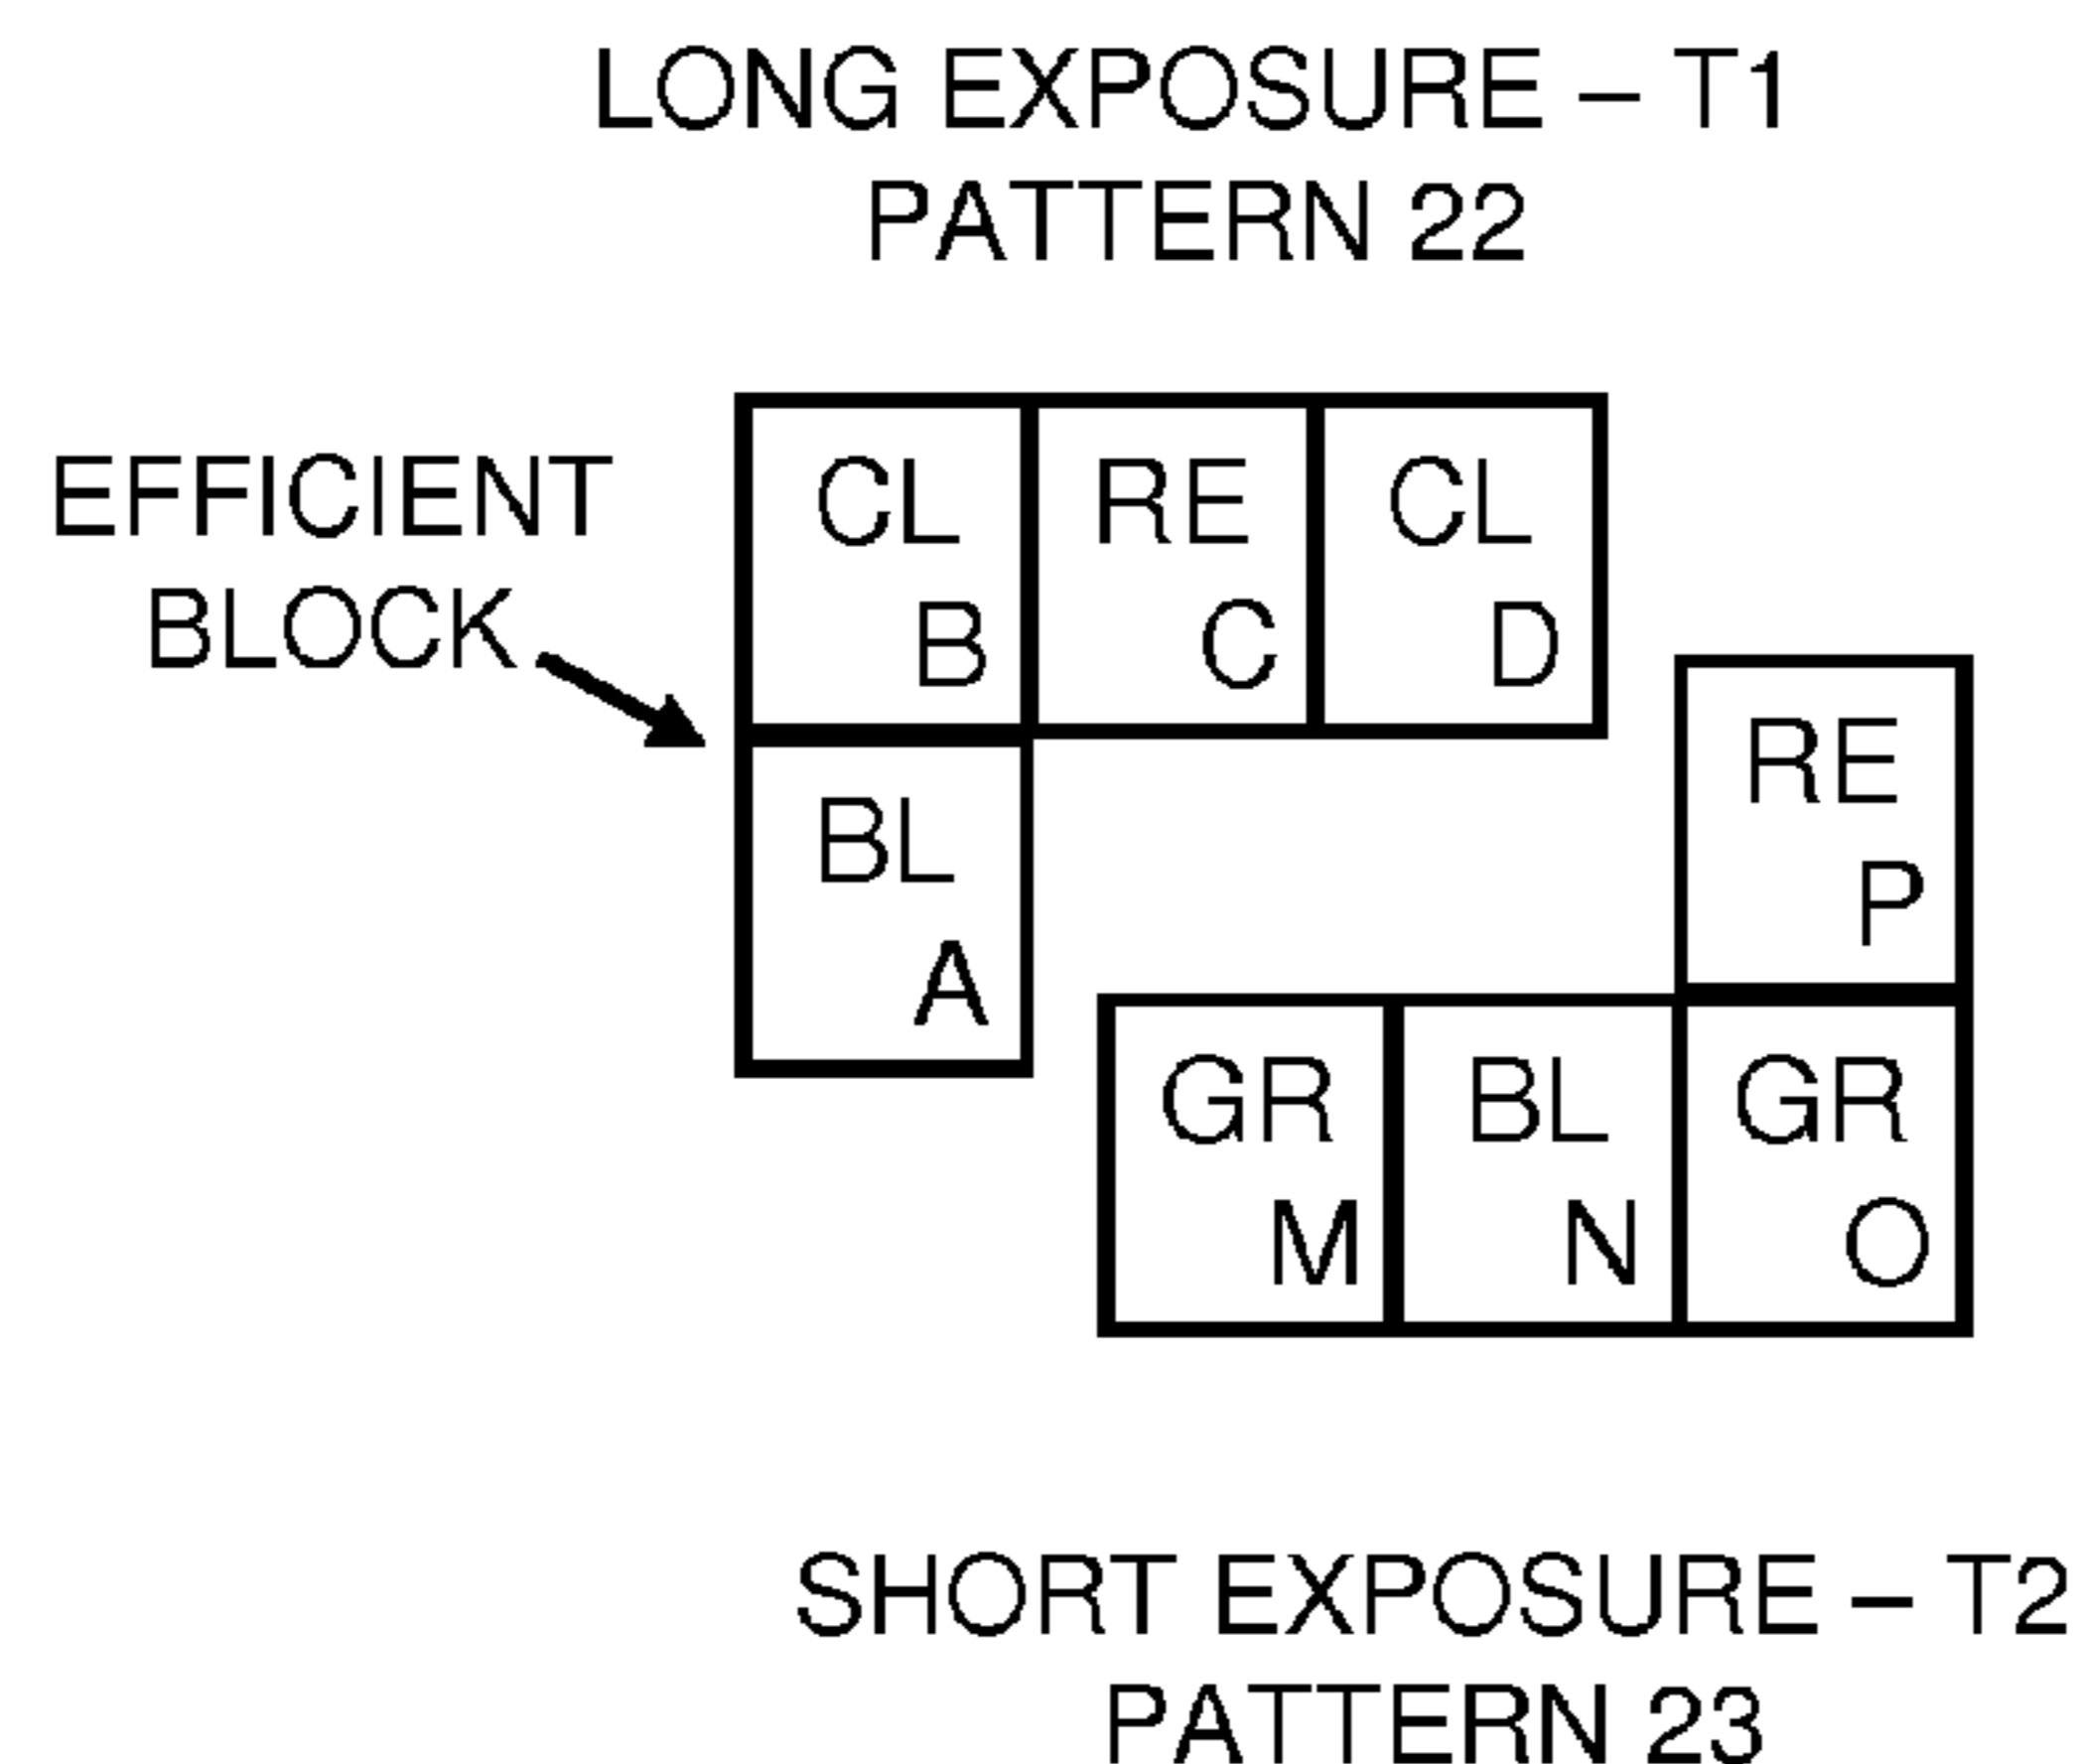 LONG EXPOSURE – T1
PATTERN 22
EFFICIENT
BLOCK
CL
B
RE
C
CL
D
BL
A
RE
P
GR
M
BL
N
GR
O
SHORT EXPOSURE – T2
PATTERN 23